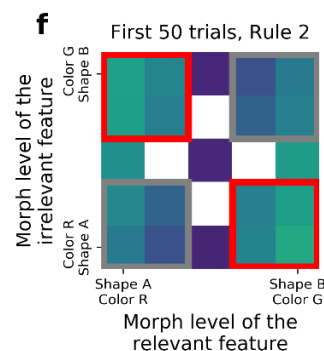 f
First 50 trials, Rule 2
Morph level of the
irrelevant feature
Color G
Shape B
Color R
Shape A
Shape A
Color R
Shape B
Color G
Morph level of the
relevant feature